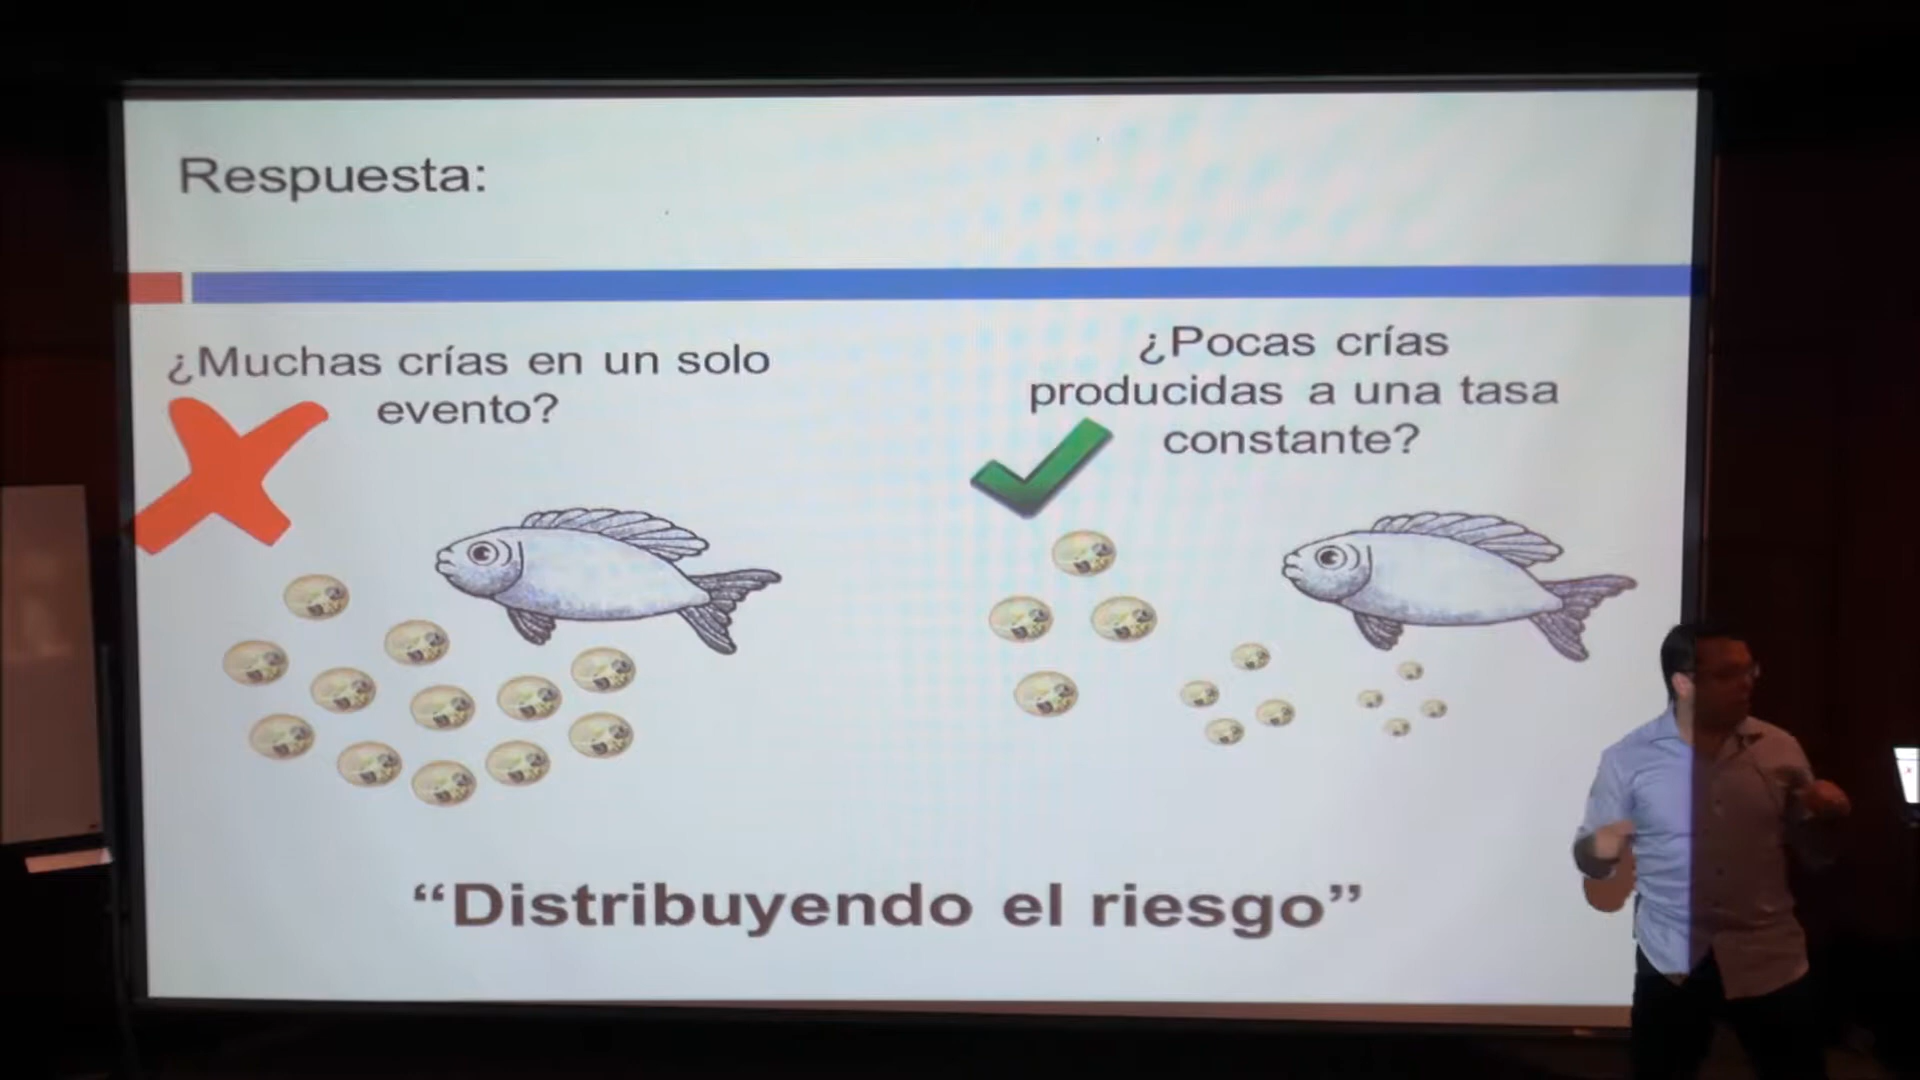 Respuesta:
¿Muchas crías en un solo
evento?
¿Pocas crías
producidas a una tasa
constante?
“Distribuyendo el riesgo”